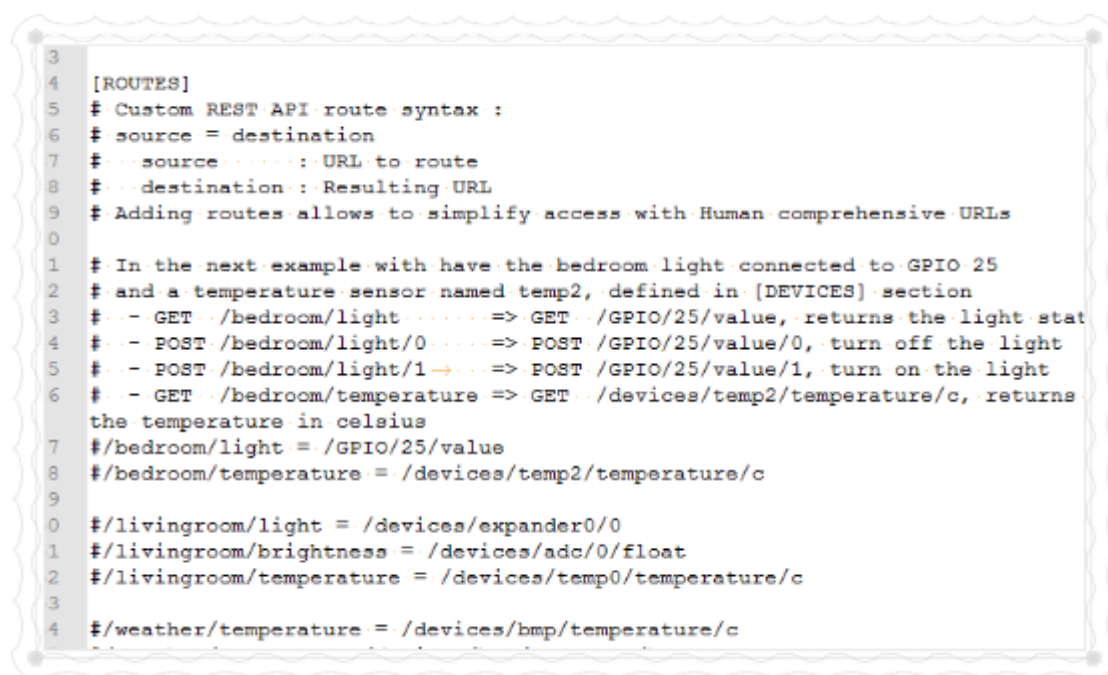 3
4 [ROUTES]
5 # Custom REST API route syntax :
6 # source = destination
7 #   source      : URL to route
8 #   destination : Resulting URL
9 # Adding routes allows to simplify access with Human comprehensive URLs
0
1 # In the next example with have the bedroom light connected to GPIO 25
2 # and a temperature sensor named temp2, defined in [DEVICES] section
3 #  - GET  /bedroom/light       => GET  /GPIO/25/value, returns the light stat
4 #  - POST /bedroom/light/0     => POST /GPIO/25/value/0, turn off the light
5 #  - POST /bedroom/light/1→    => POST /GPIO/25/value/1, turn on the light
6 #  - GET  /bedroom/temperature => GET  /devices/temp2/temperature/c, returns
the temperature in celsius
7 #/bedroom/light = /GPIO/25/value
8 #/bedroom/temperature = /devices/temp2/temperature/c
9
0 #/livingroom/light = /devices/expander0/0
1 #/livingroom/brightness = /devices/adc/0/float
2 #/livingroom/temperature = /devices/temp0/temperature/c
3
4 #/weather/temperature = /devices/bmp/temperature/c